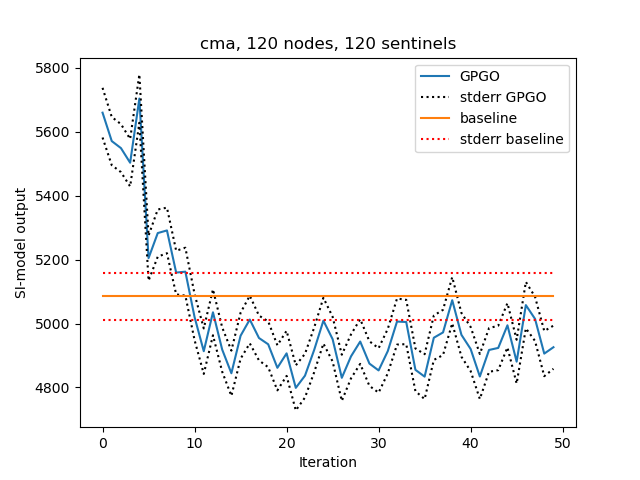 cma, 120 nodes, 120 sentinels
5800
5600
5400
5200
5000
4800
SI-model output
GPGO
stderr GPGO
baseline
stderr baseline
0
10
20
30
40
50
Iteration